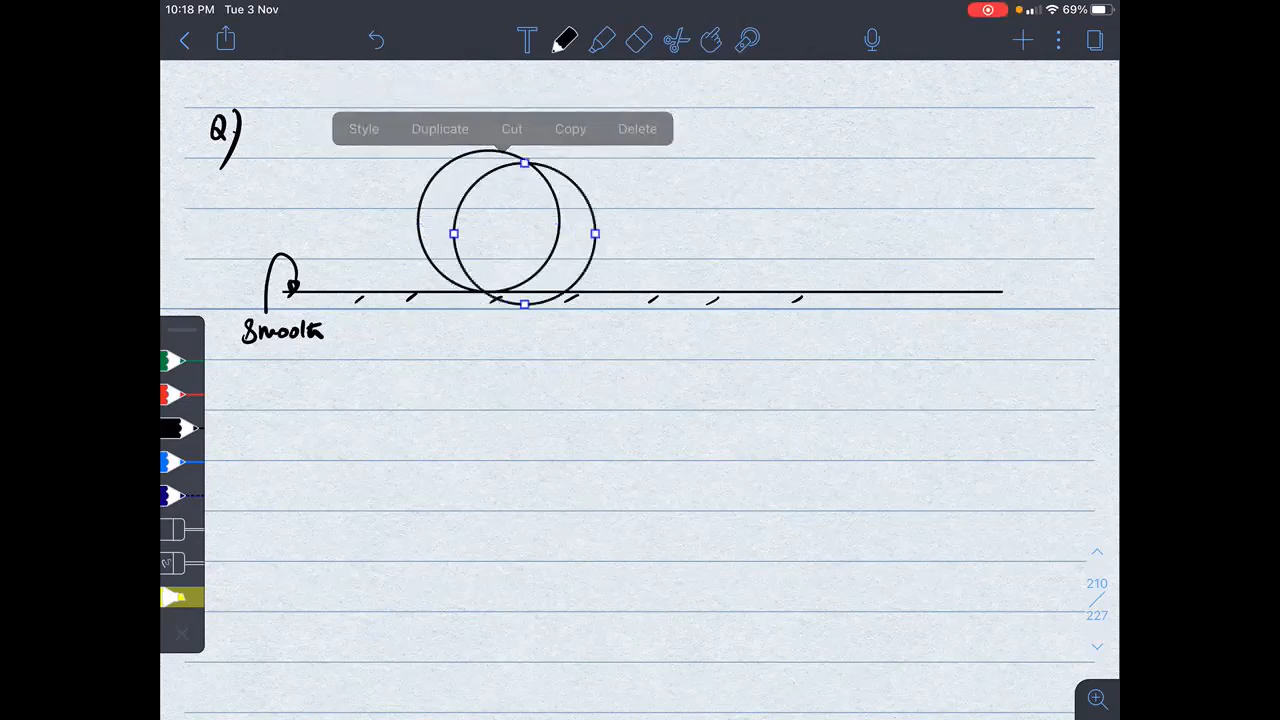 10:18 PM Tue 3 Nov 69%
T
Q)
Style Duplicate Cut Copy Delete
Smooth
210
227